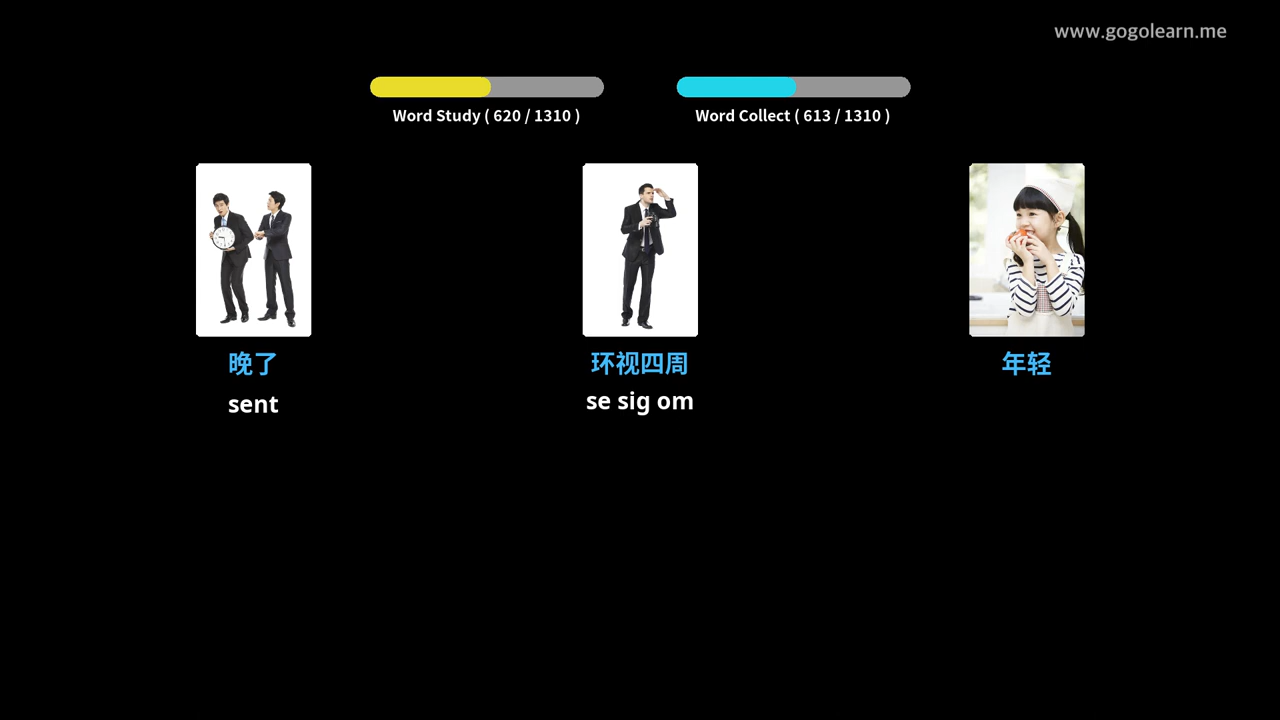 www.gogolearn.me
Word Study ( 620 / 1310 )
Word Collect ( 613 / 1310 )
晚了
环视四周
年轻
sent
se sig om